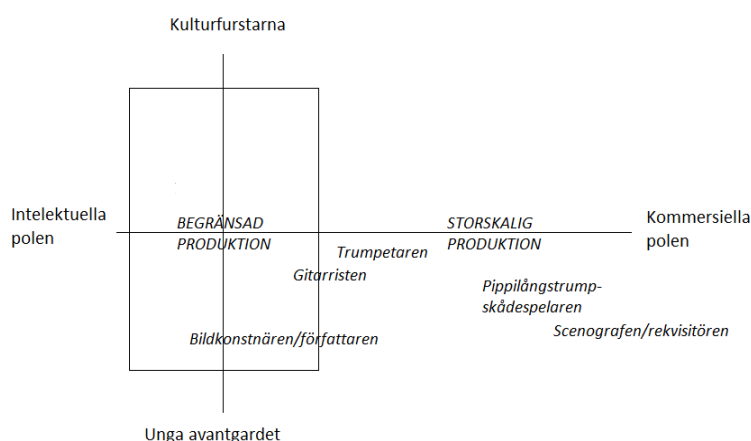 Kulturfurstarna
Intelektuella
polen
BEGRÄNSAD
PRODUKTION
STORSKALIG
PRODUKTION
Kommersiella
polen
Trumpetaren
Gitarristen
Pippilångstrump-
skådespelaren
Scenografen/rekvisitören
Bildkonstnären/författaren
Unga avantgardet